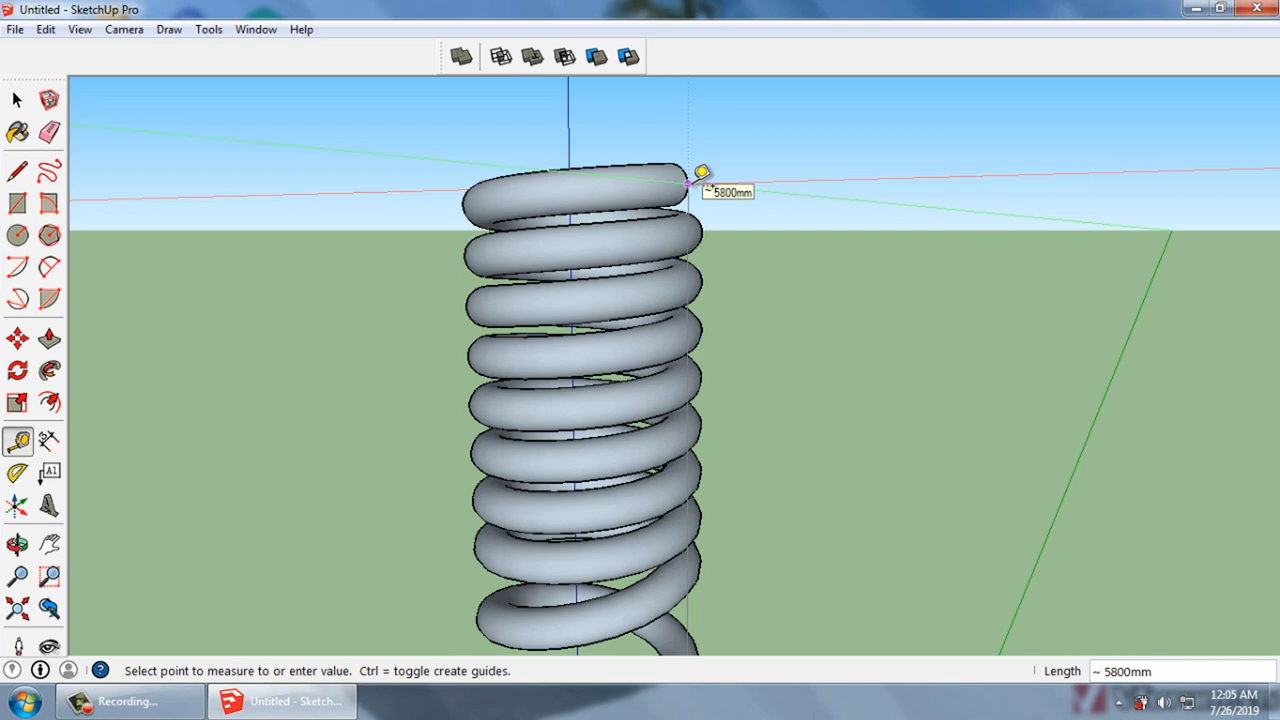 Untitled - SketchUp Pro
File Edit View Camera Draw Tools Window Help
~ 5800mm
A1
Select point to measure to or enter value. Ctrl = toggle create guides.
Length ~ 5800mm
Recording... Untitled - Sketch... 12:05 AM
7/26/2019